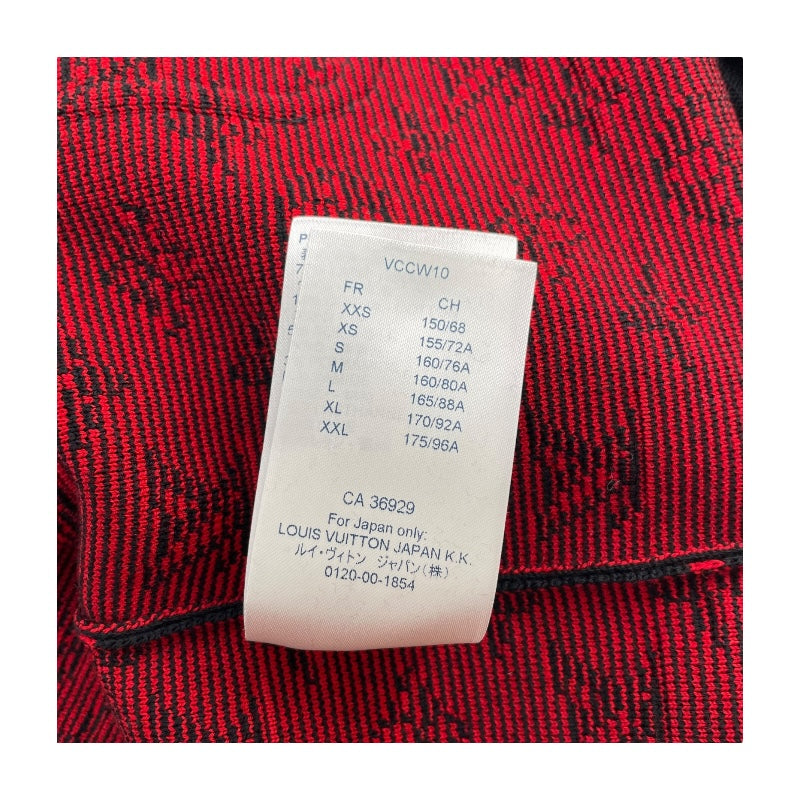 VCCW10
FR CH
XXS 150/68
XS 155/72A
S 160/76A
M 160/80A
L 165/88A
XL 170/92A
XXL 175/96A
CA 36929
For Japan only:
LOUIS VUITTON JAPAN K.K.
ルイ・ヴィトン ジャパン(株)
0120-00-1854